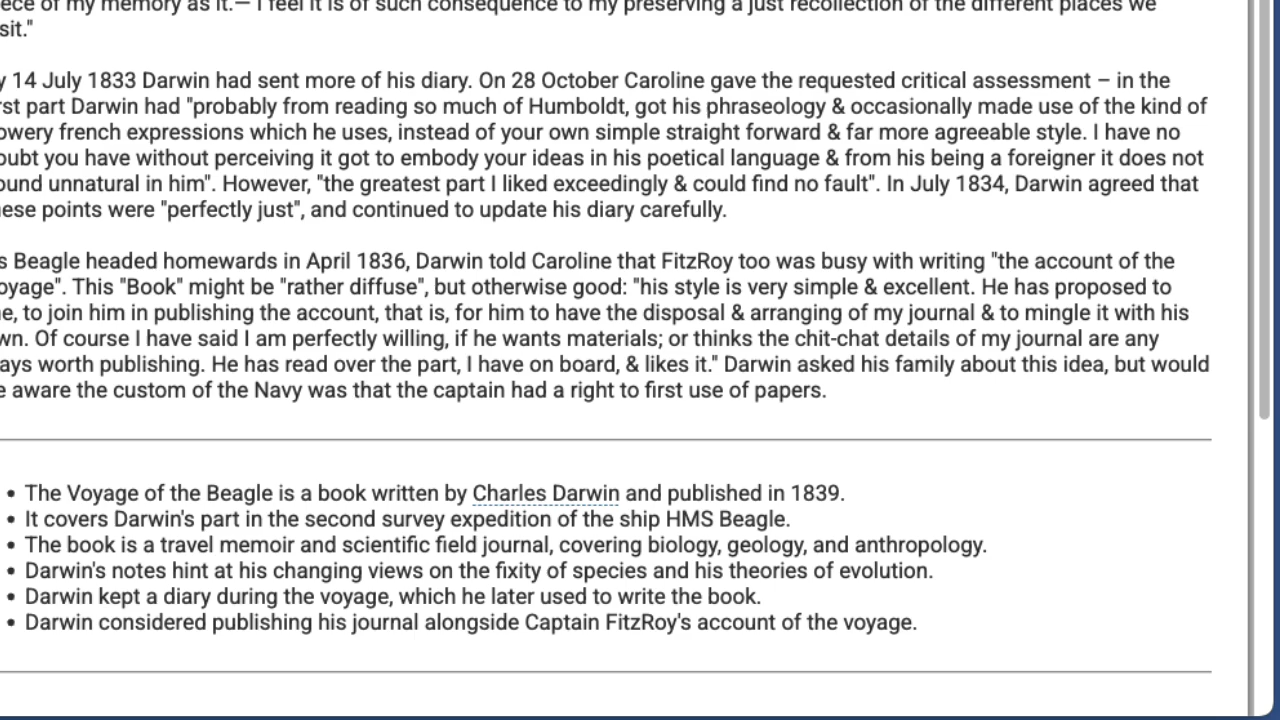 of my memory as it.— I feel it is of such consequence to my preserving a just recollection of the different places we
14 July 1833 Darwin had sent more of his diary. On 28 October Caroline gave the requested critical assessment – in the
part Darwin had "probably from reading so much of Humboldt, got his phraseology & occasionally made use of the kind of
french expressions which he uses, instead of your own simple straight forward & far more agreeable style. I have no
you have without perceiving it got to embody your ideas in his poetical language & from his being a foreigner it does not
unnatural in him". However, "the greatest part I liked exceedingly & could find no fault". In July 1834, Darwin agreed that
points were "perfectly just", and continued to update his diary carefully.
Beagle headed homewards in April 1836, Darwin told Caroline that FitzRoy too was busy with writing "the account of the
This "Book" might be "rather diffuse", but otherwise good: "his style is very simple & excellent. He has proposed to
to join him in publishing the account, that is, for him to have the disposal & arranging of my journal & to mingle it with his
Of course I have said I am perfectly willing, if he wants materials; or thinks the chit-chat details of my journal are any
worth publishing. He has read over the part, I have on board, & likes it." Darwin asked his family about this idea, but would
aware the custom of the Navy was that the captain had a right to first use of papers.
• The Voyage of the Beagle is a book written by Charles Darwin and published in 1839.
• It covers Darwin's part in the second survey expedition of the ship HMS Beagle.
• The book is a travel memoir and scientific field journal, covering biology, geology, and anthropology.
• Darwin's notes hint at his changing views on the fixity of species and his theories of evolution.
• Darwin kept a diary during the voyage, which he later used to write the book.
• Darwin considered publishing his journal alongside Captain FitzRoy's account of the voyage.